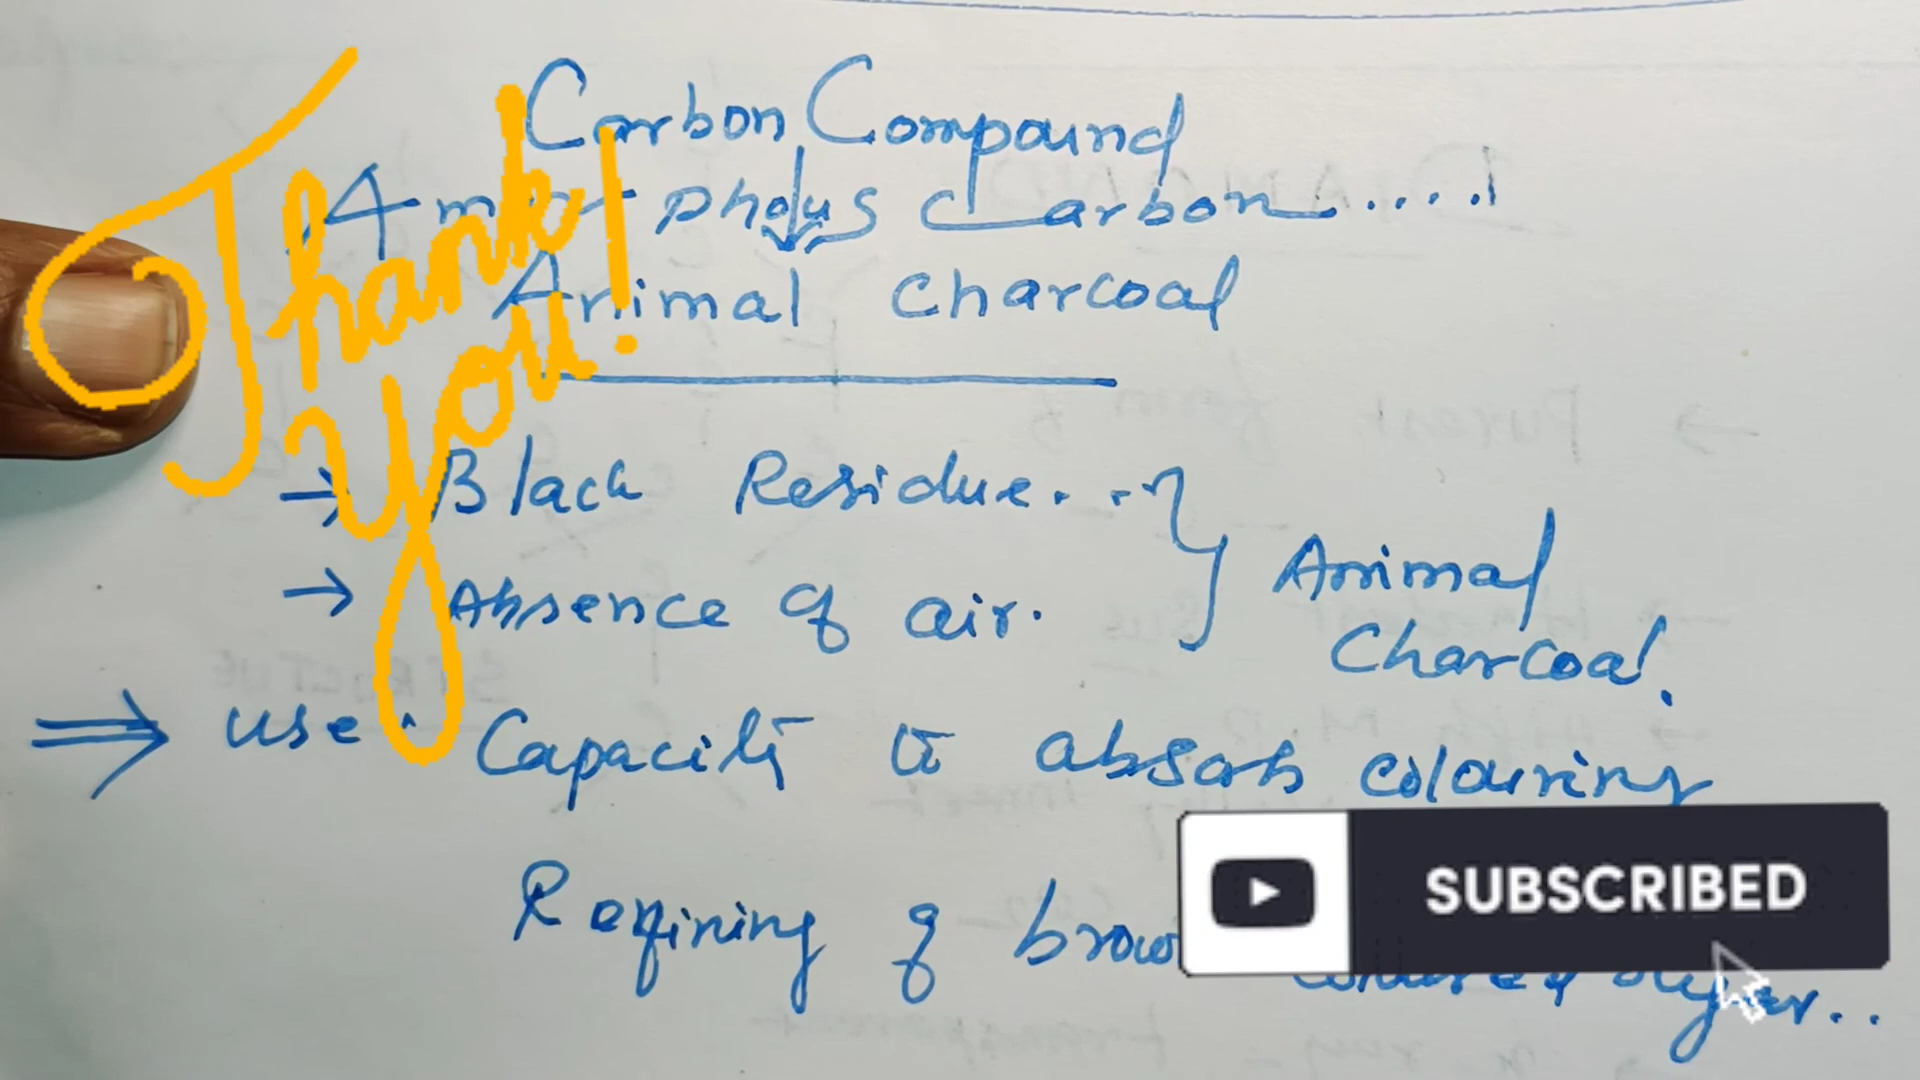 Carbon Compound
Amorphous Carbon.....
Animal Charcoal
Thank
you!
→ Black Residue...
→ Absence of air.
Animal
Charcoal.
⇒ use: Capacity to absorb colouring
Refining of brow
SUBSCRIBED